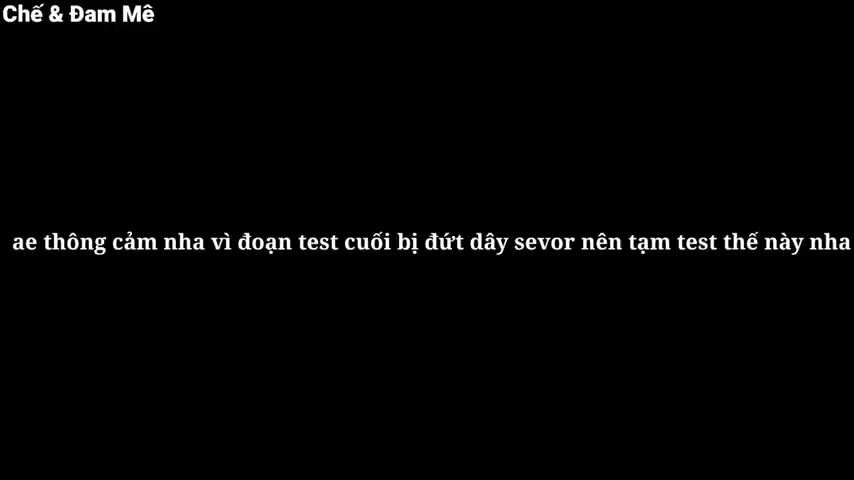 Chế & Đam Mê
ae thông cảm nha vì đoạn test cuối bị đứt dây sevor nên tạm test thế này nha